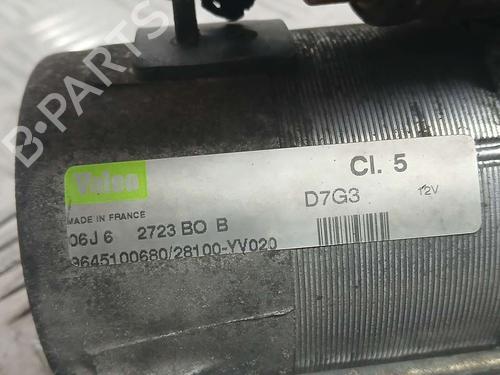 B-PARTS
Valeo
Cl. 5
MADE IN FRANCE
D7G3 12V
06J 6 2723 BO B
9645100680/28100-YV020